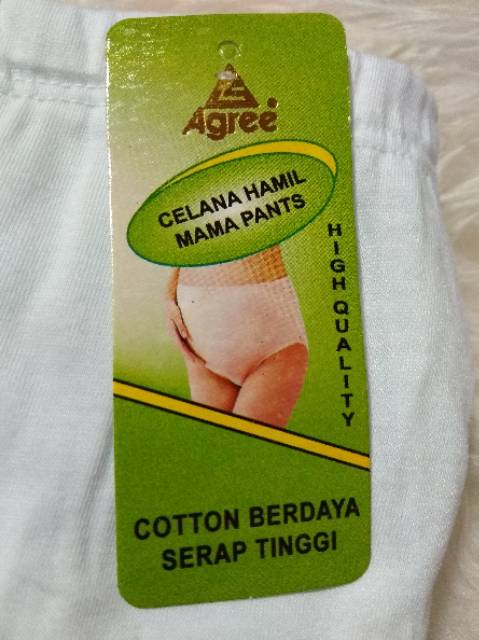 Agree
CELANA HAMIL
MAMA PANTS
HIGH QUALITY
COTTON BERDAYA
SERAP TINGGI